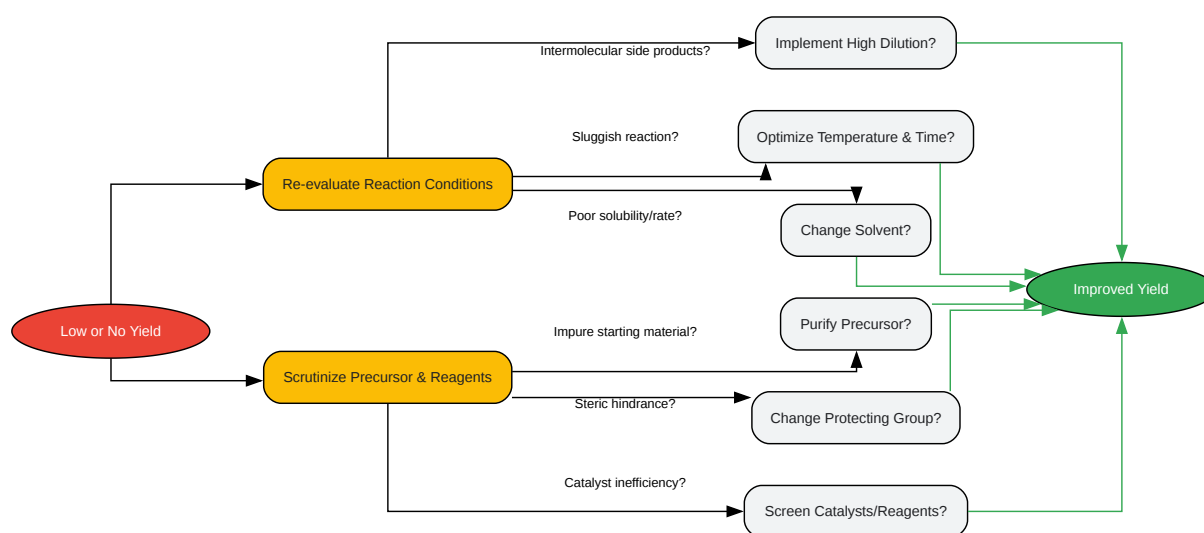 Implement High Dilution?
Intermolecular side products?
Sluggish reaction?
Optimize Temperature & Time?
Re-evaluate Reaction Conditions
Poor solubility/rate?
Change Solvent?
Improved Yield
Low or No Yield
Impure starting material?
Purify Precursor?
Scrutinize Precursor & Reagents
Steric hindrance?
Change Protecting Group?
Catalyst inefficiency?
Screen Catalysts/Reagents?